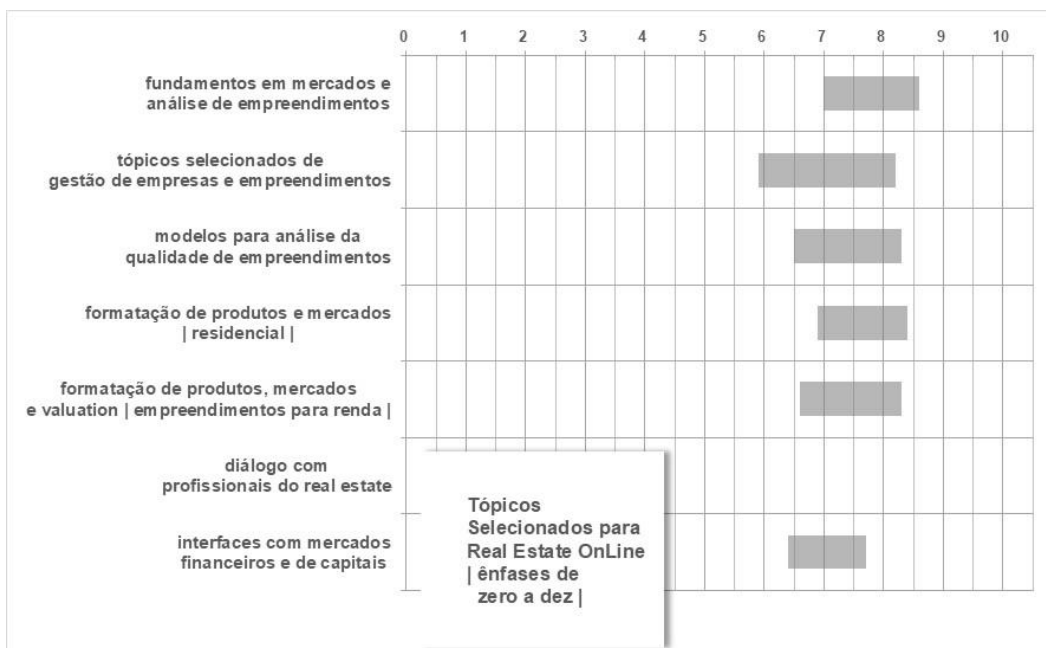 0 1 2 3 4 5 6 7 8 9 10
fundamentos em mercados e
análise de empreendimentos
tópicos selecionados de
gestão de empresas e empreendimentos
modelos para análise da
qualidade de empreendimentos
formatação de produtos e mercados
| residencial |
formatação de produtos, mercados
e valuation | empreendimentos para renda |
diálogo com
profissionais do real estate
interfaces com mercados
financeiros e de capitais
Tópicos
Selecionados para
Real Estate OnLine
| ênfases de
zero a dez |